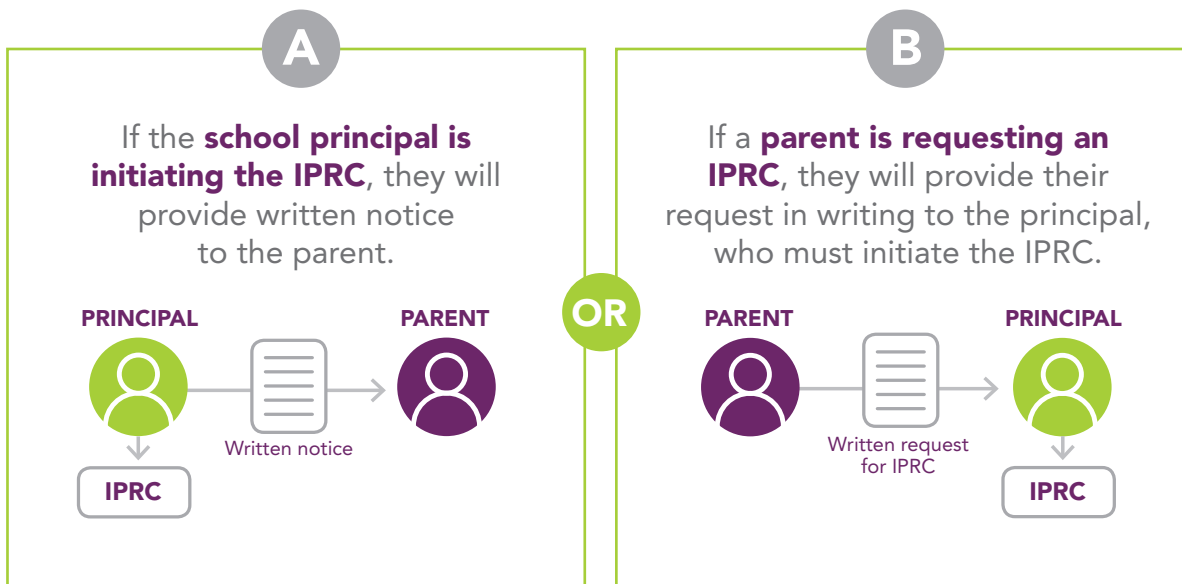 A
If the school principal is
initiating the IPRC, they will
provide written notice
to the parent.
PRINCIPAL
PARENT
Written notice
IPRC
OR
B
If a parent is requesting an
IPRC, they will provide their
request in writing to the principal,
who must initiate the IPRC.
PARENT
PRINCIPAL
Written request
for IPRC
IPRC